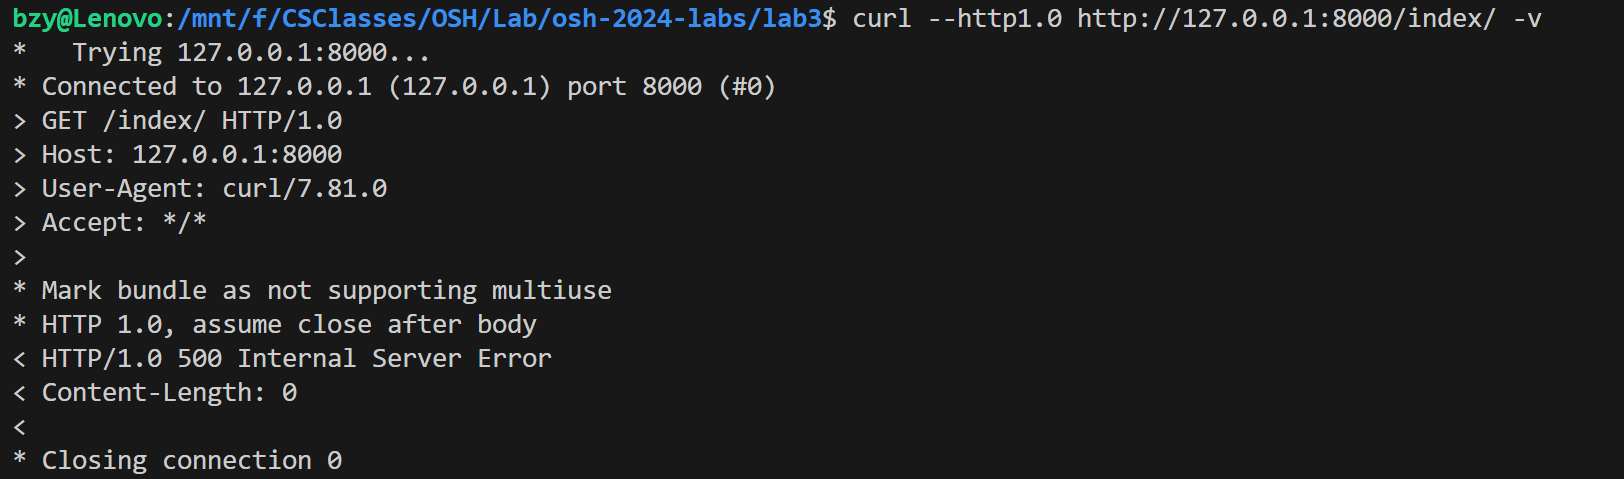 bzy@Lenovo:/mnt/f/CSClasses/OSH/Lab/osh-2024-labs/lab3$ curl --http1.0 http://127.0.0.1:8000/index/ -v
*   Trying 127.0.0.1:8000...
* Connected to 127.0.0.1 (127.0.0.1) port 8000 (#0)
> GET /index/ HTTP/1.0
> Host: 127.0.0.1:8000
> User-Agent: curl/7.81.0
> Accept: */*
>
* Mark bundle as not supporting multiuse
* HTTP 1.0, assume close after body
< HTTP/1.0 500 Internal Server Error
< Content-Length: 0
<
* Closing connection 0